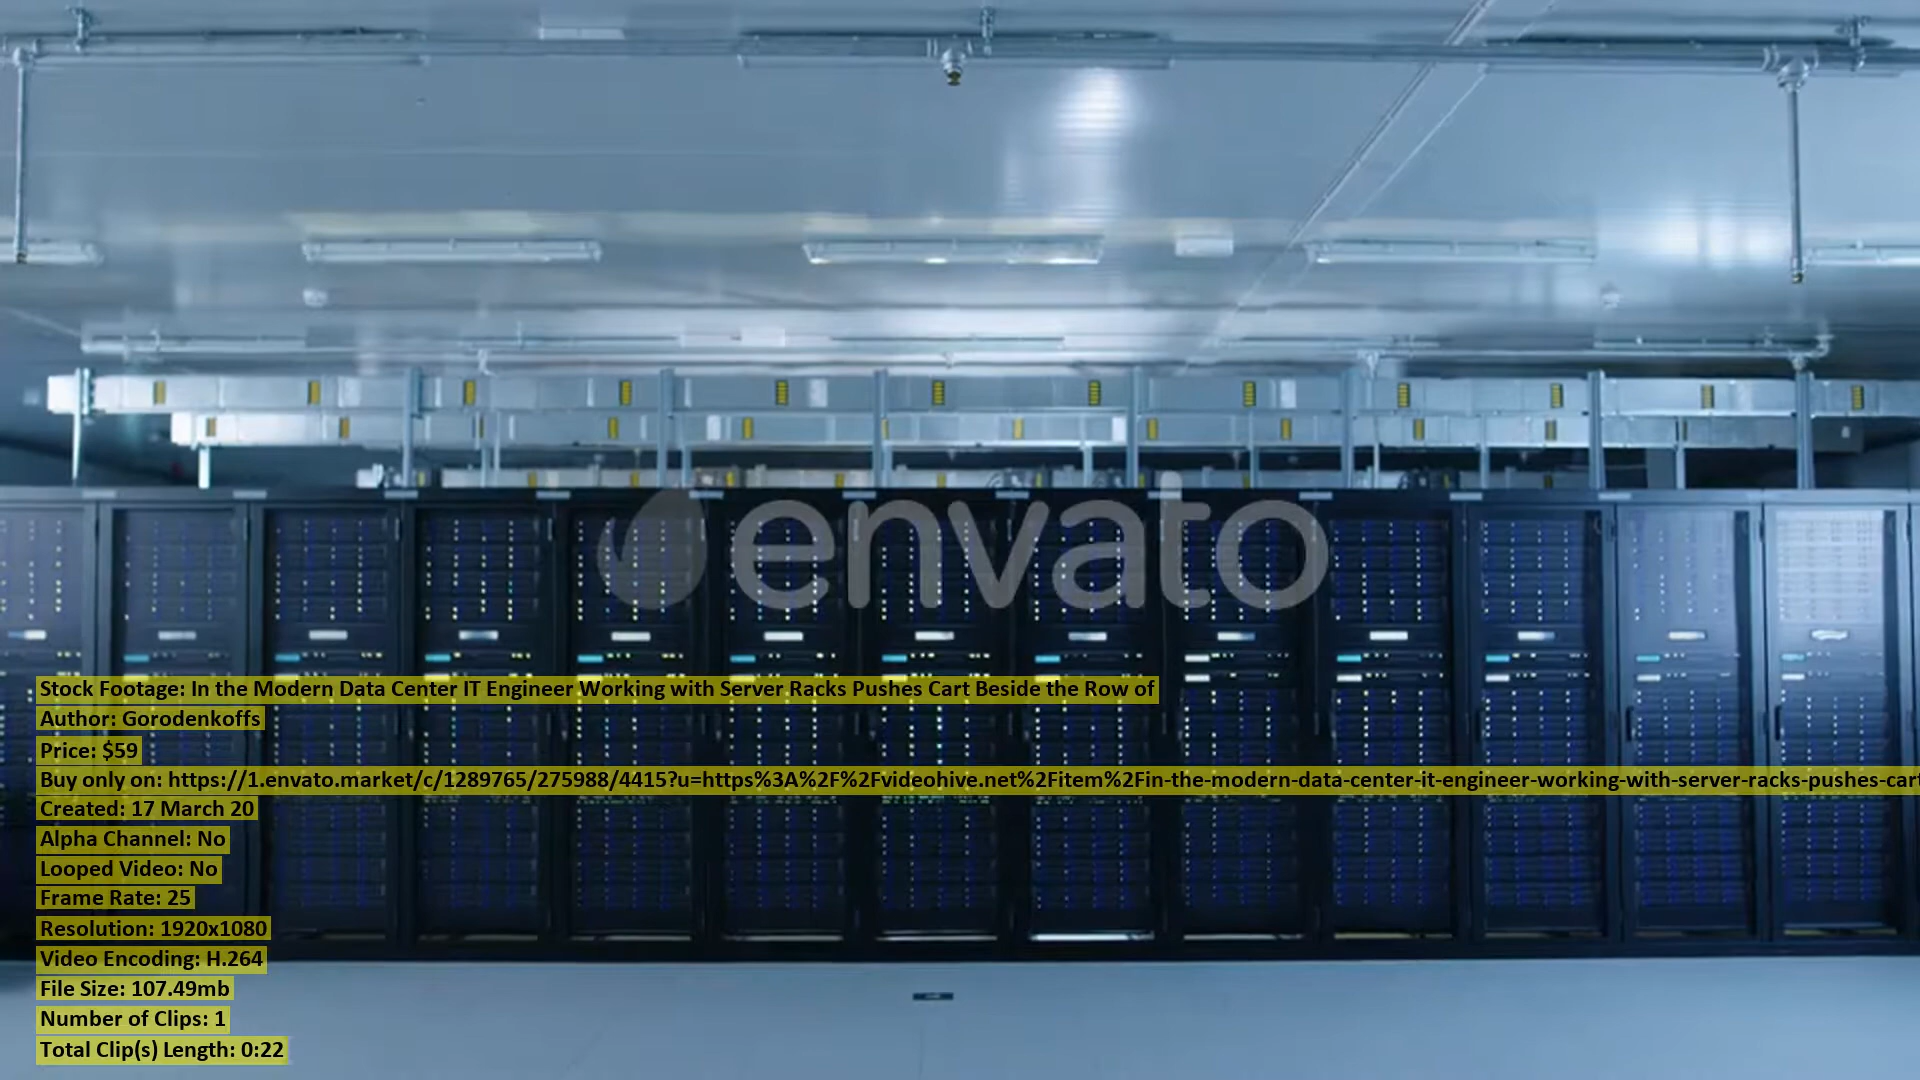 envato
Stock Footage: In the Modern Data Center IT Engineer Working with Server Racks Pushes Cart Beside the Row of
Author: Gorodenkoffs
Price: $59
Buy only on: https://1.envato.market/c/1289765/275988/4415?u=https%3A%2F%2Fvideohive.net%2Fitem%2Fin-the-modern-data-center-it-engineer-working-with-server-racks-pushes-cart
Created: 17 March 20
Alpha Channel: No
Looped Video: No
Frame Rate: 25
Resolution: 1920x1080
Video Encoding: H.264
File Size: 107.49mb
Number of Clips: 1
Total Clip(s) Length: 0:22